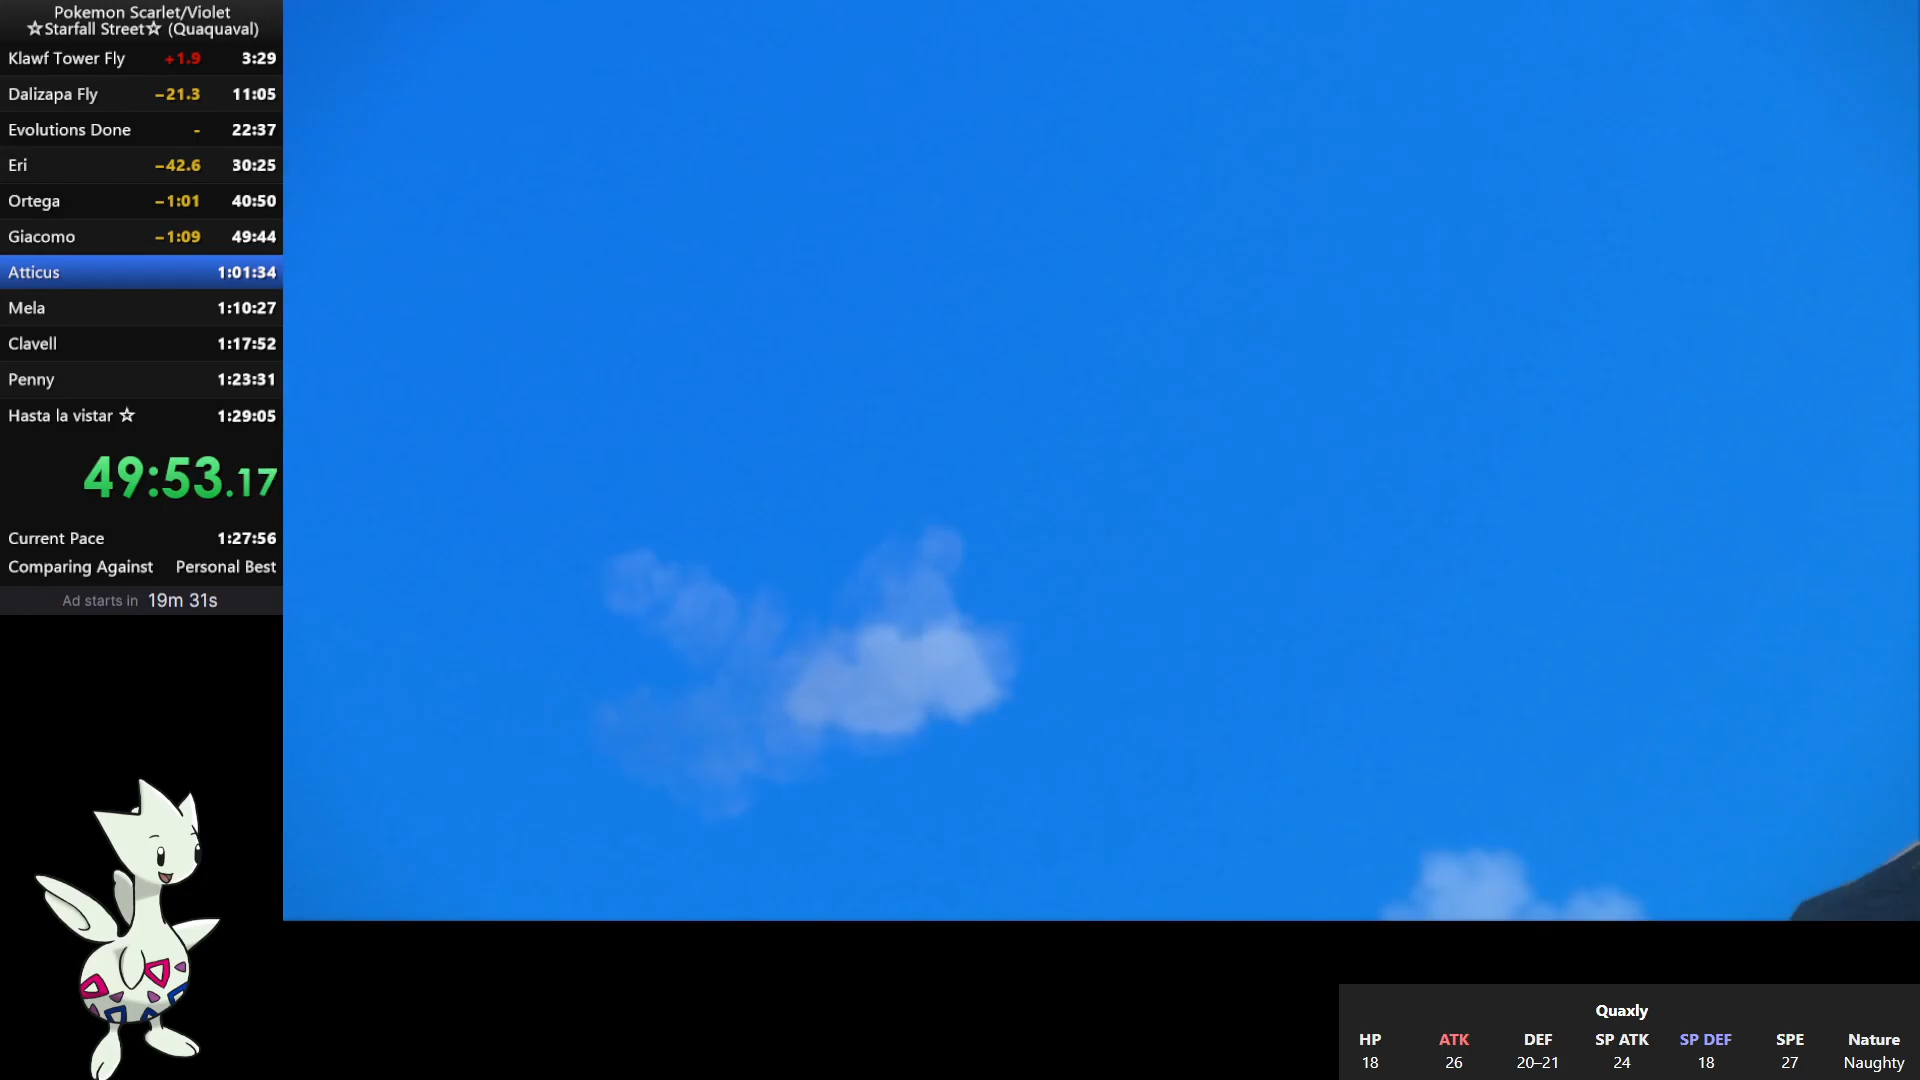 Pokemon Scarlet/Violet
☆Starfall Street☆ (Quaquaval)
Klawf Tower Fly +1.9 3:29
Dalizapa Fly −21.3 11:05
Evolutions Done - 22:37
Eri −42.6 30:25
Ortega −1:01 40:50
Giacomo −1:09 49:44
Atticus 1:01:34
Mela 1:10:27
Clavell 1:17:52
Penny 1:23:31
Hasta la vistar ☆ 1:29:05
49:53.17
Current Pace 1:27:56
Comparing Against Personal Best
Ad starts in 19m 31s
Quaxly
HP ATK DEF SP ATK SP DEF SPE Nature
18 26 20–21 24 18 27 Naughty